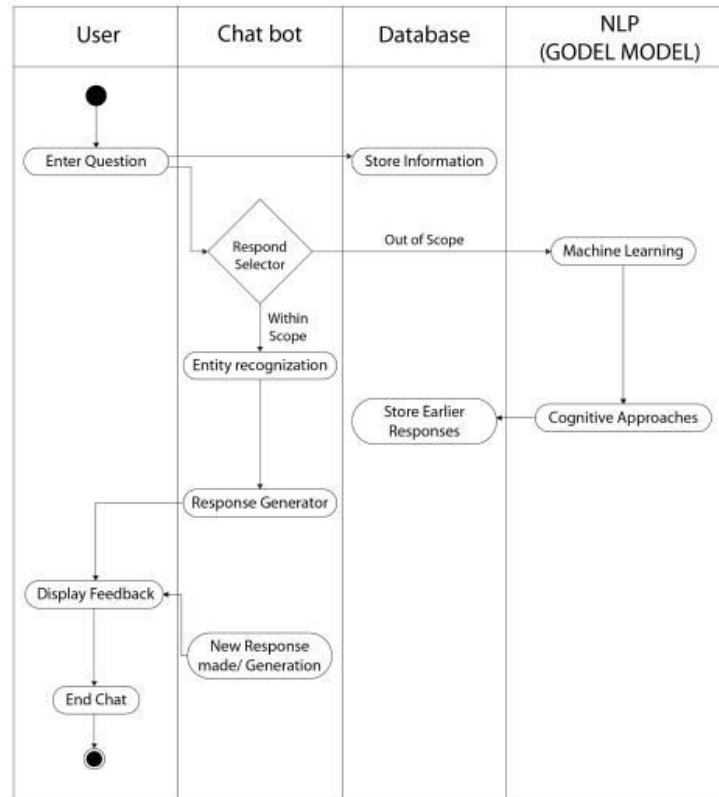 User
Chat bot
Database
NLP
(GODEL MODEL)
Enter Question
Store Information
Respond
Selector
Out of Scope
Machine Learning
Within
Scope
Entity recognization
Store Earlier
Responses
Cognitive Approaches
Response Generator
Display Feedback
New Response
made/ Generation
End Chat